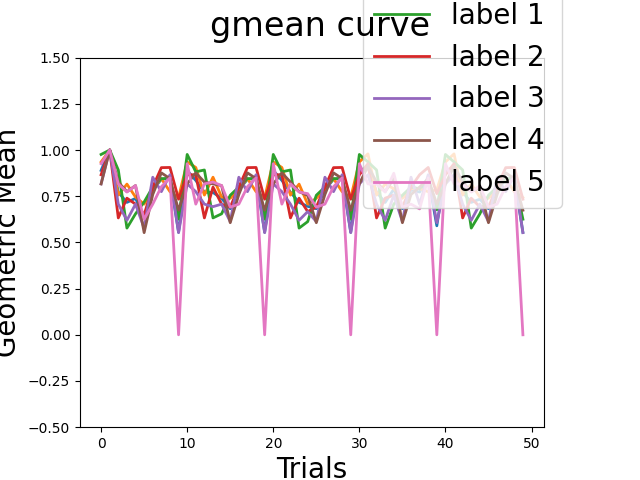 gmean curve
label 1
label 2
label 3
label 4
label 5
Geometric Mean
1.50
1.25
1.00
0.75
0.50
0.25
0.00
−0.25
−0.50
0 10 20 30 40 50
Trials